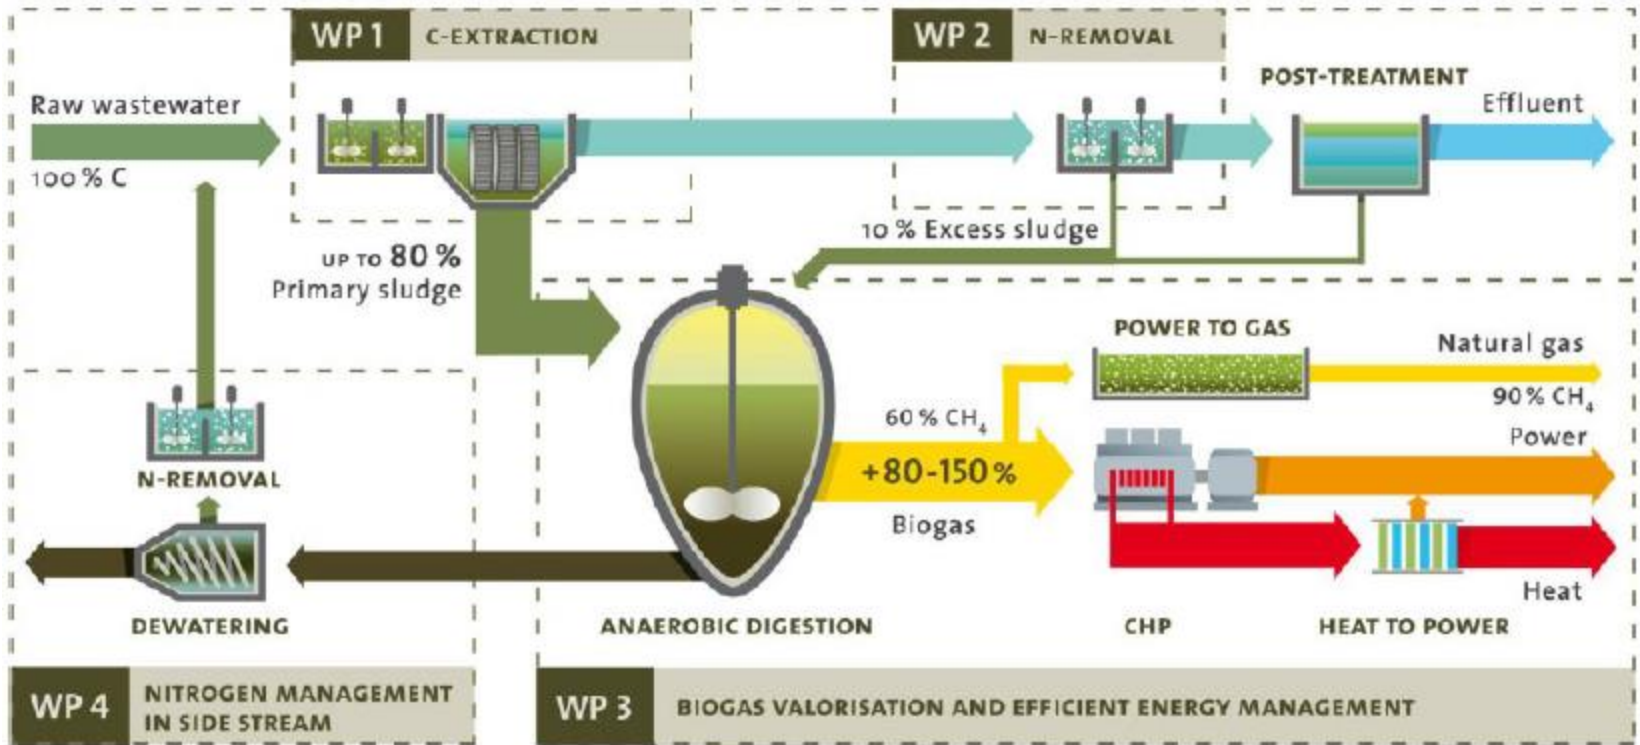 WP 1 C-EXTRACTION
WP 2 N-REMOVAL
POST-TREATMENT
Raw wastewater
Effluent
100 % C
10 % Excess sludge
UP TO 80 %
Primary sludge
POWER TO GAS
Natural gas
90 % CH4
60 % CH4
Power
+80-150 %
Biogas
N-REMOVAL
Heat
DEWATERING
ANAEROBIC DIGESTION
CHP
HEAT TO POWER
WP 4 NITROGEN MANAGEMENT
IN SIDE STREAM
WP 3 BIOGAS VALORISATION AND EFFICIENT ENERGY MANAGEMENT